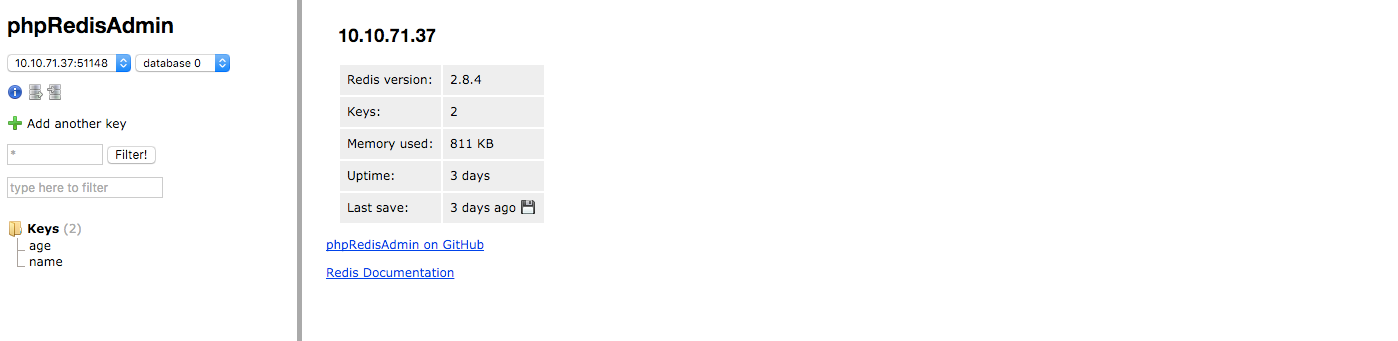 phpRedisAdmin
10.10.71.37:51148 database 0
Add another key
* Filter!
type here to filter
Keys (2)
age
name
10.10.71.37
Redis version: 2.8.4
Keys: 2
Memory used: 811 KB
Uptime: 3 days
Last save: 3 days ago
phpRedisAdmin on GitHub
Redis Documentation